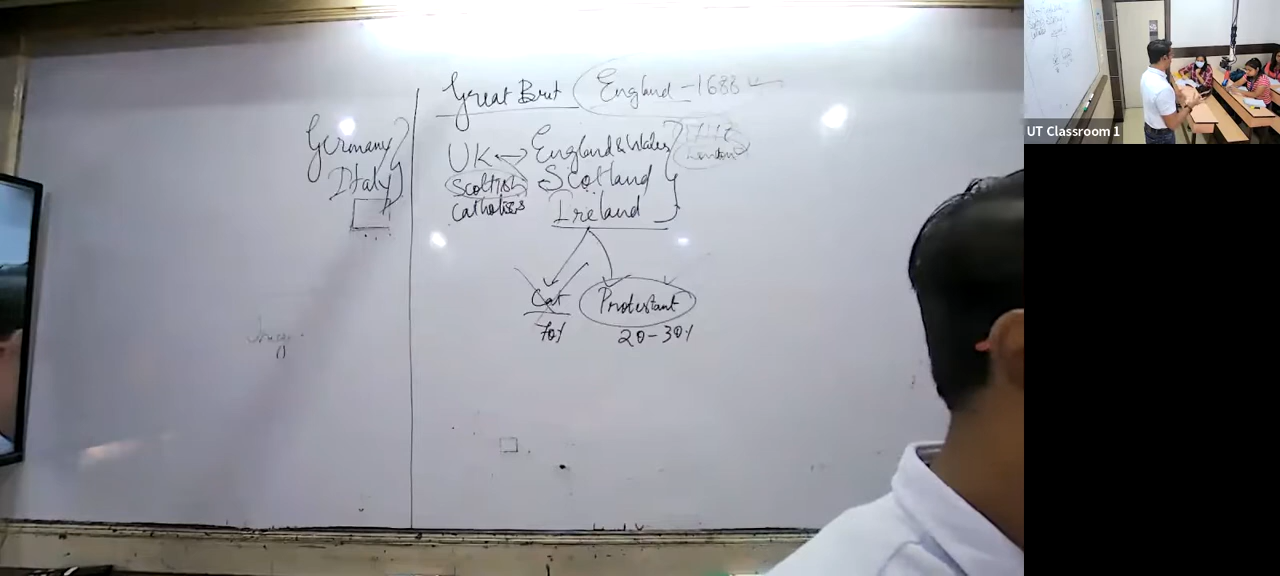 Great Brit England - 1688
Germany
Italy
UK England & Wales
Scottish Scotland
Catholics Ireland
Cat Protestant
70% 20-30%
UT Classroom 1